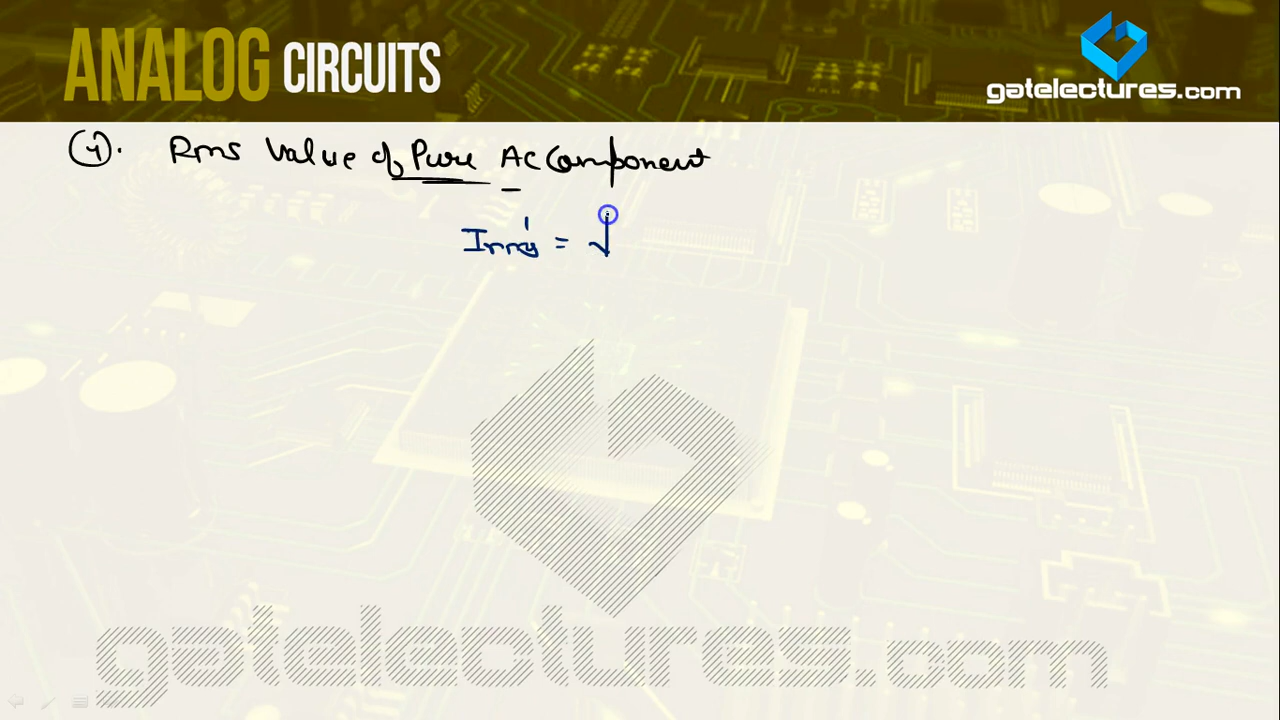 ANALOG CIRCUITS
gatelectures.com
(4). Rms Value of Pure AC Component
Irms' = √
gatelectures.com